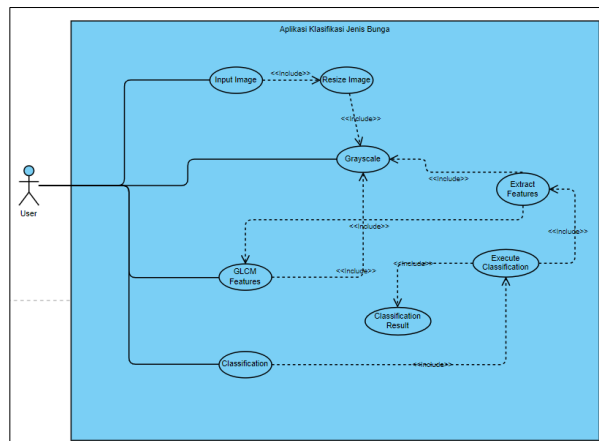 Aplikasi Klasifikasi Jenis Bunga
<<Include>>
Input Image
Resize Image
<<Include>>
Grayscale
<<Include>>
Extract
Features
User
<<Include>>
Execute
Classification
GLCM
Features
<<Include>>
<<Include>>
<<Include>>
Classification
Result
Classification
<<Include>>